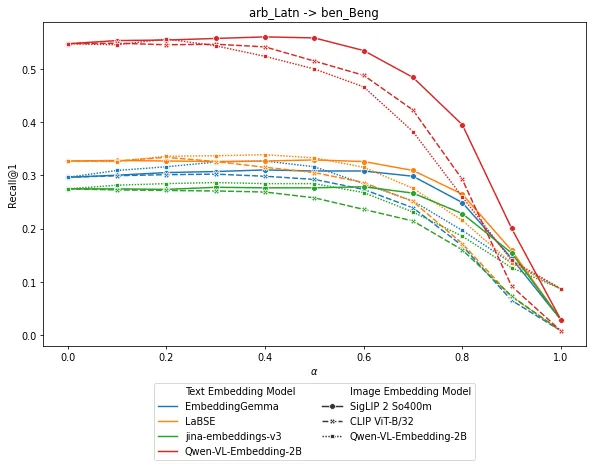 arb_Latn -> ben_Beng
Recall@1
0.5
0.4
0.3
0.2
0.1
0.0
0.0 0.2 0.4 0.6 0.8 1.0
α
Text Embedding Model
EmbeddingGemma
LaBSE
jina-embeddings-v3
Qwen-VL-Embedding-2B
Image Embedding Model
SigLIP 2 So400m
CLIP ViT-B/32
Qwen-VL-Embedding-2B